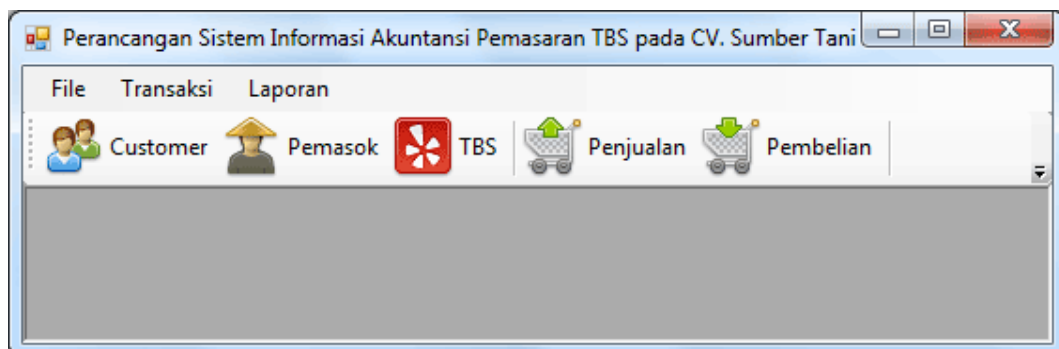 Perancangan Sistem Informasi Akuntansi Pemasaran TBS pada CV. Sumber Tani
File Transaksi Laporan
Customer Pemasok TBS Penjualan Pembelian